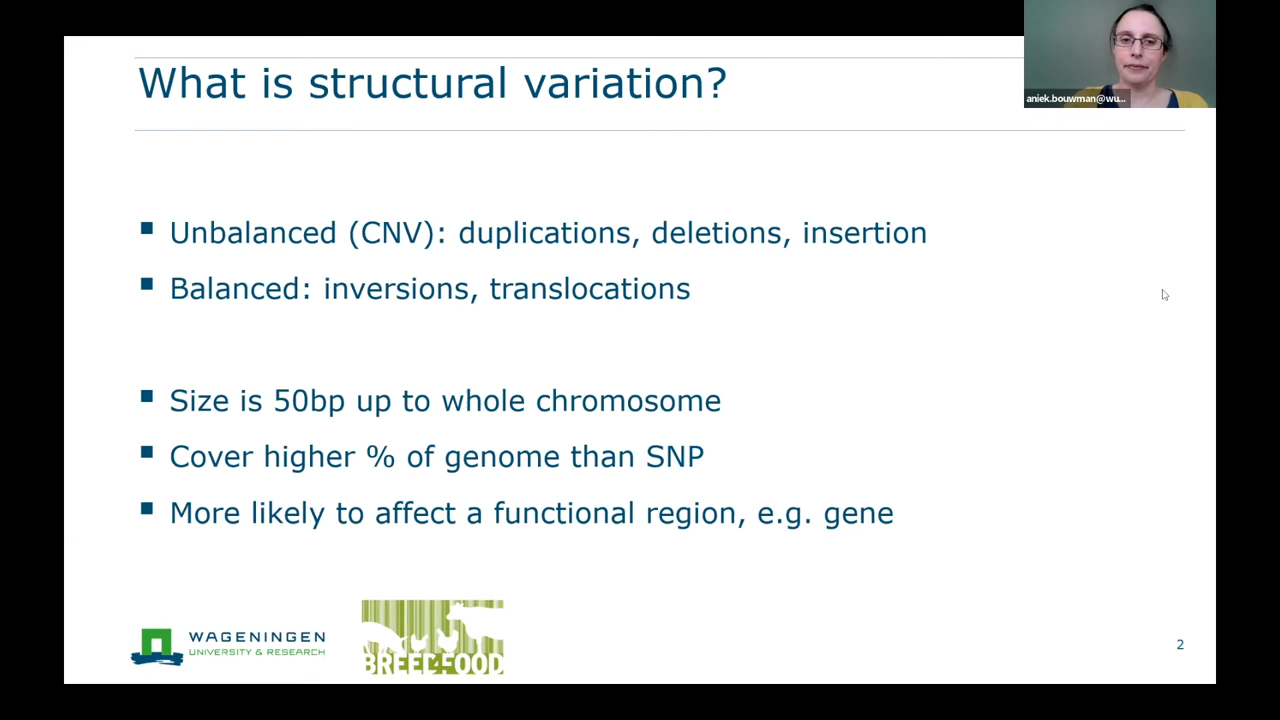 What is structural variation?
aniek.bouwman@wu...
Unbalanced (CNV): duplications, deletions, insertion
Balanced: inversions, translocations
Size is 50bp up to whole chromosome
Cover higher % of genome than SNP
More likely to affect a functional region, e.g. gene
WAGENINGEN
UNIVERSITY & RESEARCH
BREED4FOOD
2